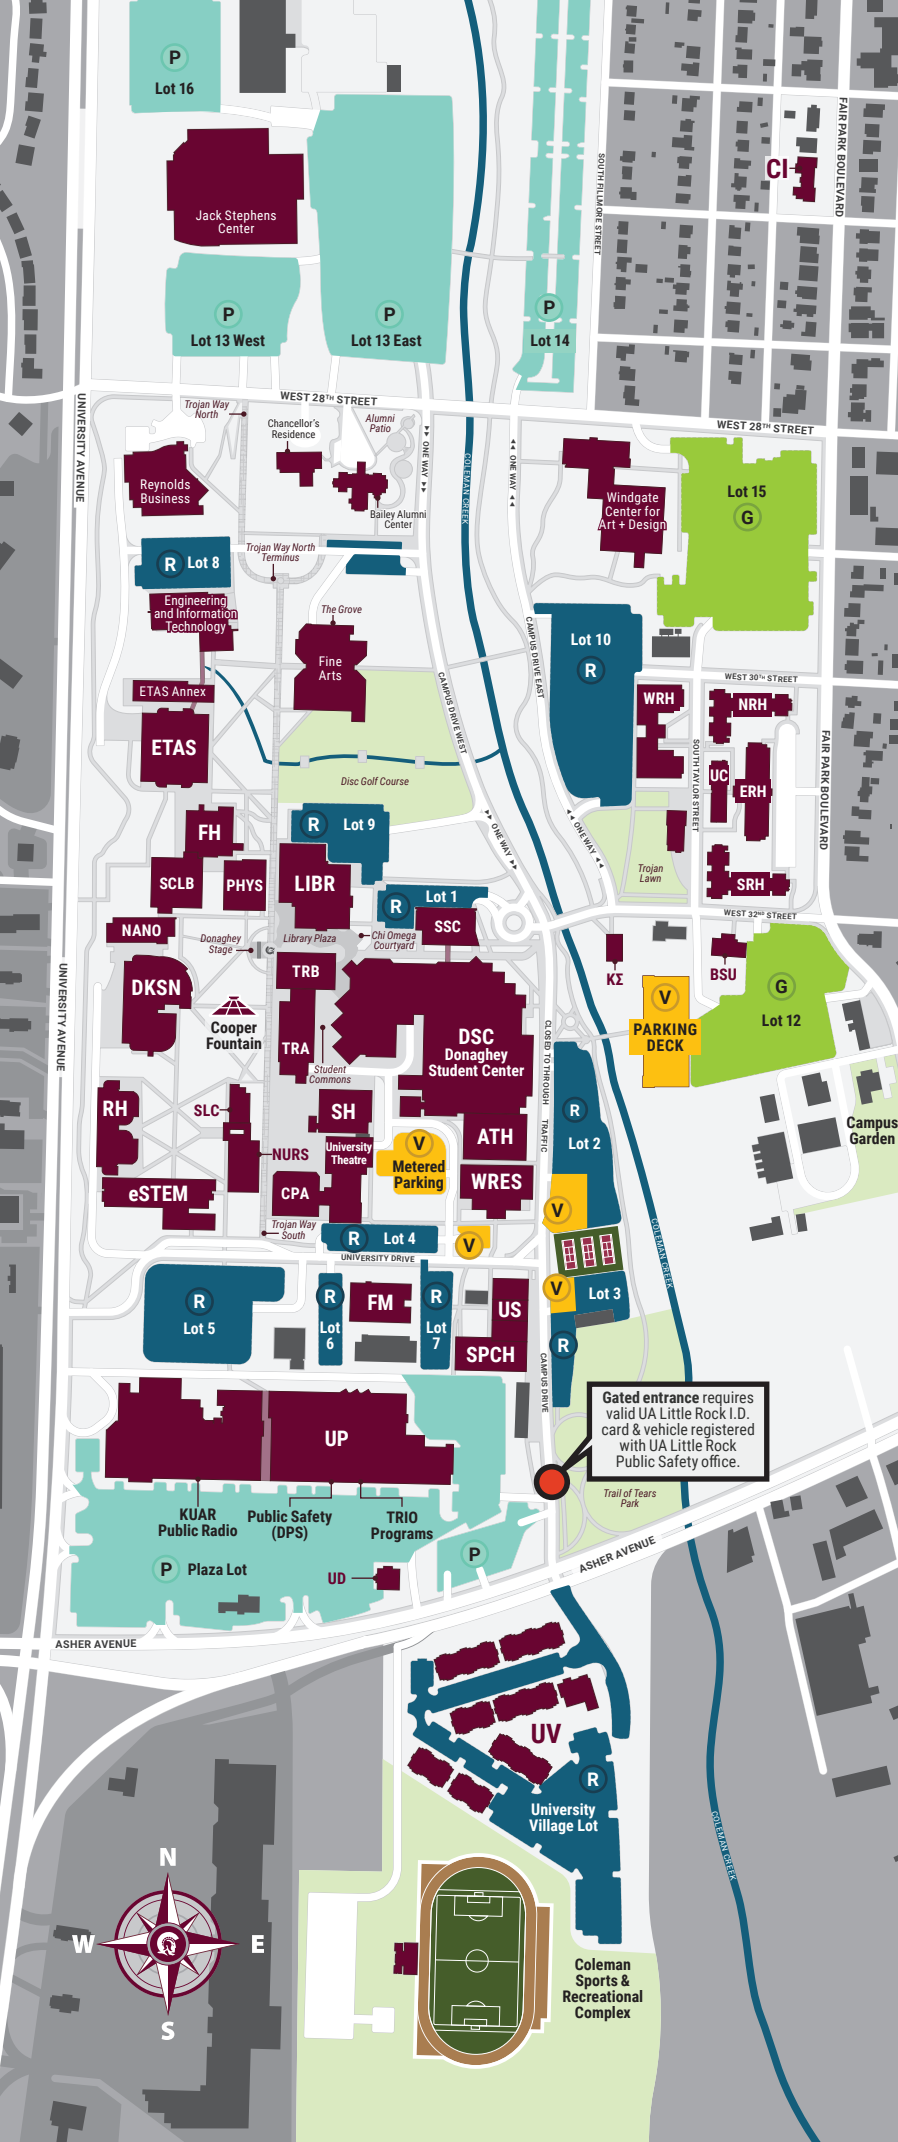 P
Lot 16
FAIR PARK BOULEVARD
CI
SOUTH FILLMORE STREET
Jack Stephens
Center
P
Lot 13 West
P
Lot 13 East
P
Lot 14
UNIVERSITY AVENUE
WEST 28TH STREET
WEST 28TH STREET
Trojan Way
North
Chancellor's
Residence
Alumni
Patio
ONE WAY
COLEMAN CREEK
ONE WAY
Reynolds
Business
Bailey Alumni
Center
Windgate
Center for
Art + Design
Lot 15
G
R
Lot 8
Trojan Way North
Terminus
Engineering
and Information
Technology
The Grove
Fine
Arts
CAMPUS DRIVE EAST
Lot 10
R
CAMPUS DRIVE WEST
WEST 30TH STREET
ETAS Annex
ETAS
WRH
NRH
SOUTH TAYLOR STREET
UC
ERH
FAIR PARK BOULEVARD
Disc Golf Course
R
Lot 9
ONE WAY
ONE WAY
FH
SCLB
PHYS
LIBR
Trojan
Lawn
SRH
R
Lot 1
SSC
WEST 32ND STREET
NANO
Donaghey
Stage
Library Plaza
Chi Omega
Courtyard
KΣ
BSU
DKSN
TRB
Cooper
Fountain
TRA
Student
Commons
DSC
Donaghey
Student Center
V
PARKING
DECK
G
Lot 12
UNIVERSITY AVENUE
CLOSED TO THROUGH TRAFFIC
R
Lot 2
Campus
Garden
RH
SLC
SH
University
Theatre
NURS
V
Metered
Parking
ATH
WRES
eSTEM
CPA
V
Trojan Way
South
R
Lot 4
V
UNIVERSITY DRIVE
COLEMAN CREEK
R
Lot 5
R
Lot
6
FM
R
Lot
7
US
SPCH
V
Lot 3
R
CAMPUS DRIVE
Gated entrance requires
valid UA Little Rock I.D.
card & vehicle registered
with UA Little Rock
Public Safety office.
UP
KUAR
Public Radio
Public Safety
(DPS)
TRIO
Programs
Trail of Tears
Park
P
Plaza Lot
UD
P
ASHER AVENUE
ASHER AVENUE
UV
R
University
Village Lot
COLEMAN CREEK
N
W
E
S
Coleman
Sports &
Recreational
Complex